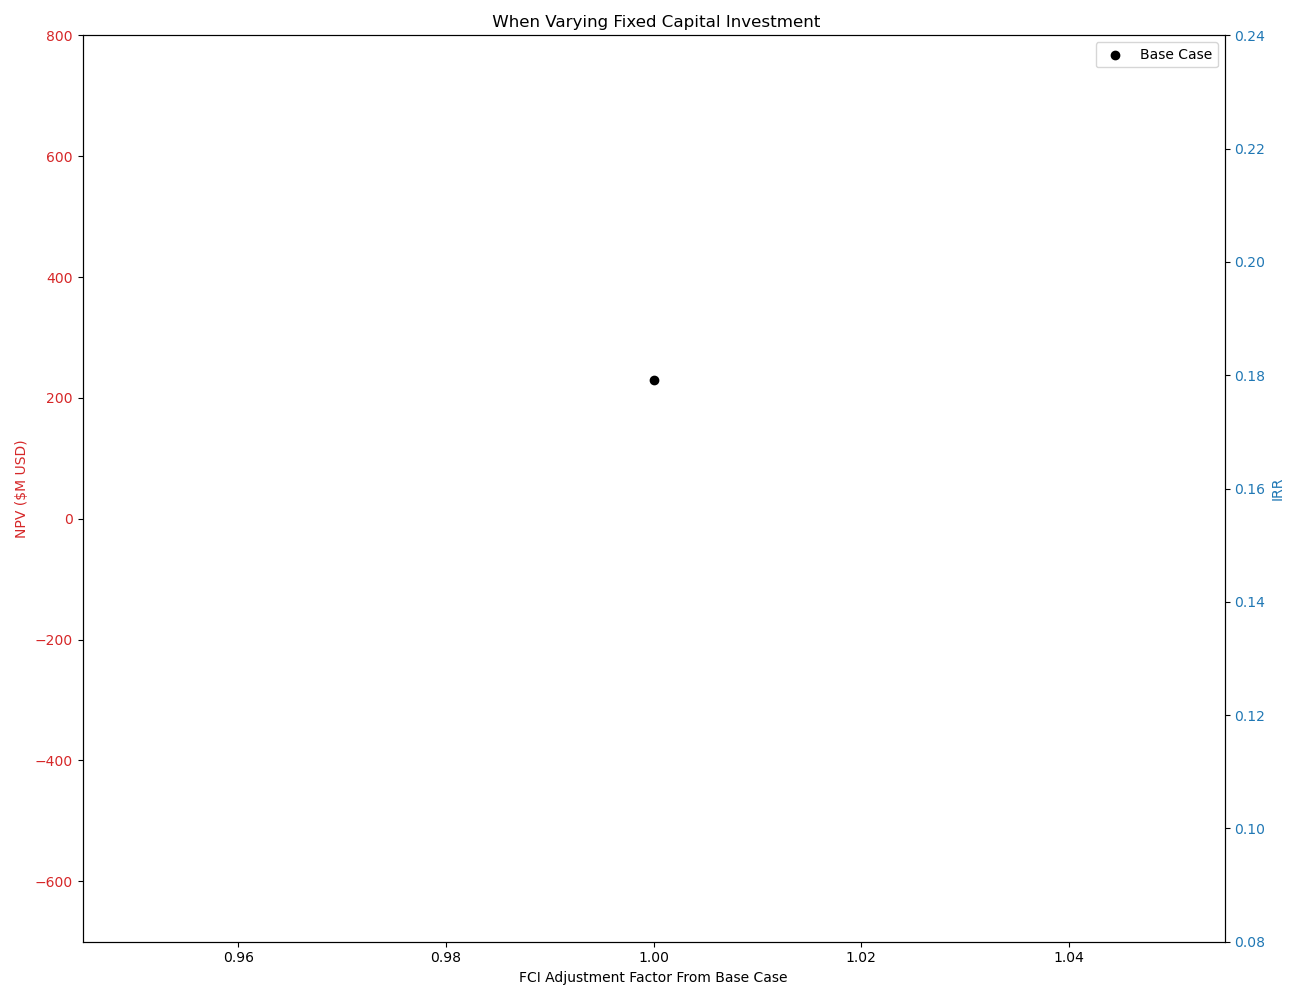 When Varying Fixed Capital Investment
Base Case
800
600
400
200
0
−200
−400
−600
NPV ($M USD)
0.24
0.22
0.20
0.18
0.16
0.14
0.12
0.10
0.08
IRR
0.96 0.98 1.00 1.02 1.04
FCI Adjustment Factor From Base Case